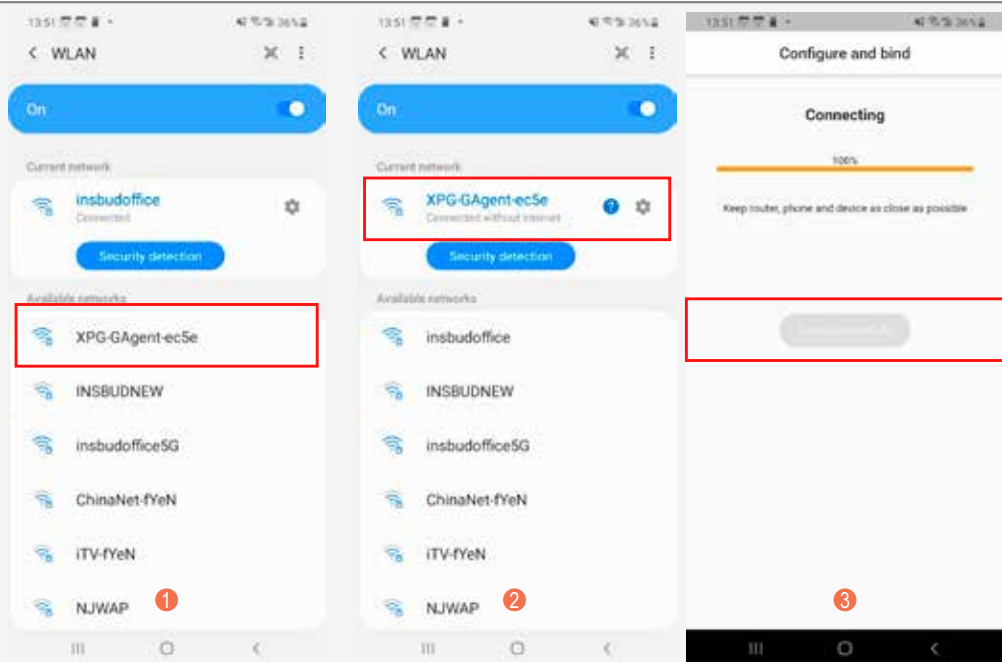 13:51
WLAN
On
Current network
insbudoffice
Connected
Security detection
Available networks
XPG-GAgent-ec5e
INSBUDNEW
insbudoffice5G
ChinaNet-fYeN
iTV-fYeN
NJWAP
1
13:51
36%
WLAN
On
Current network
XPG-GAgent-ec5e
Connected without internet
?
Security detection
Available networks
insbudoffice
INSBUDNEW
insbudoffice5G
ChinaNet-fYeN
iTV-fYeN
NJWAP
2
13:51
36%
Configure and bind
Connecting
100%
Keep router, phone and device as close as possible
3